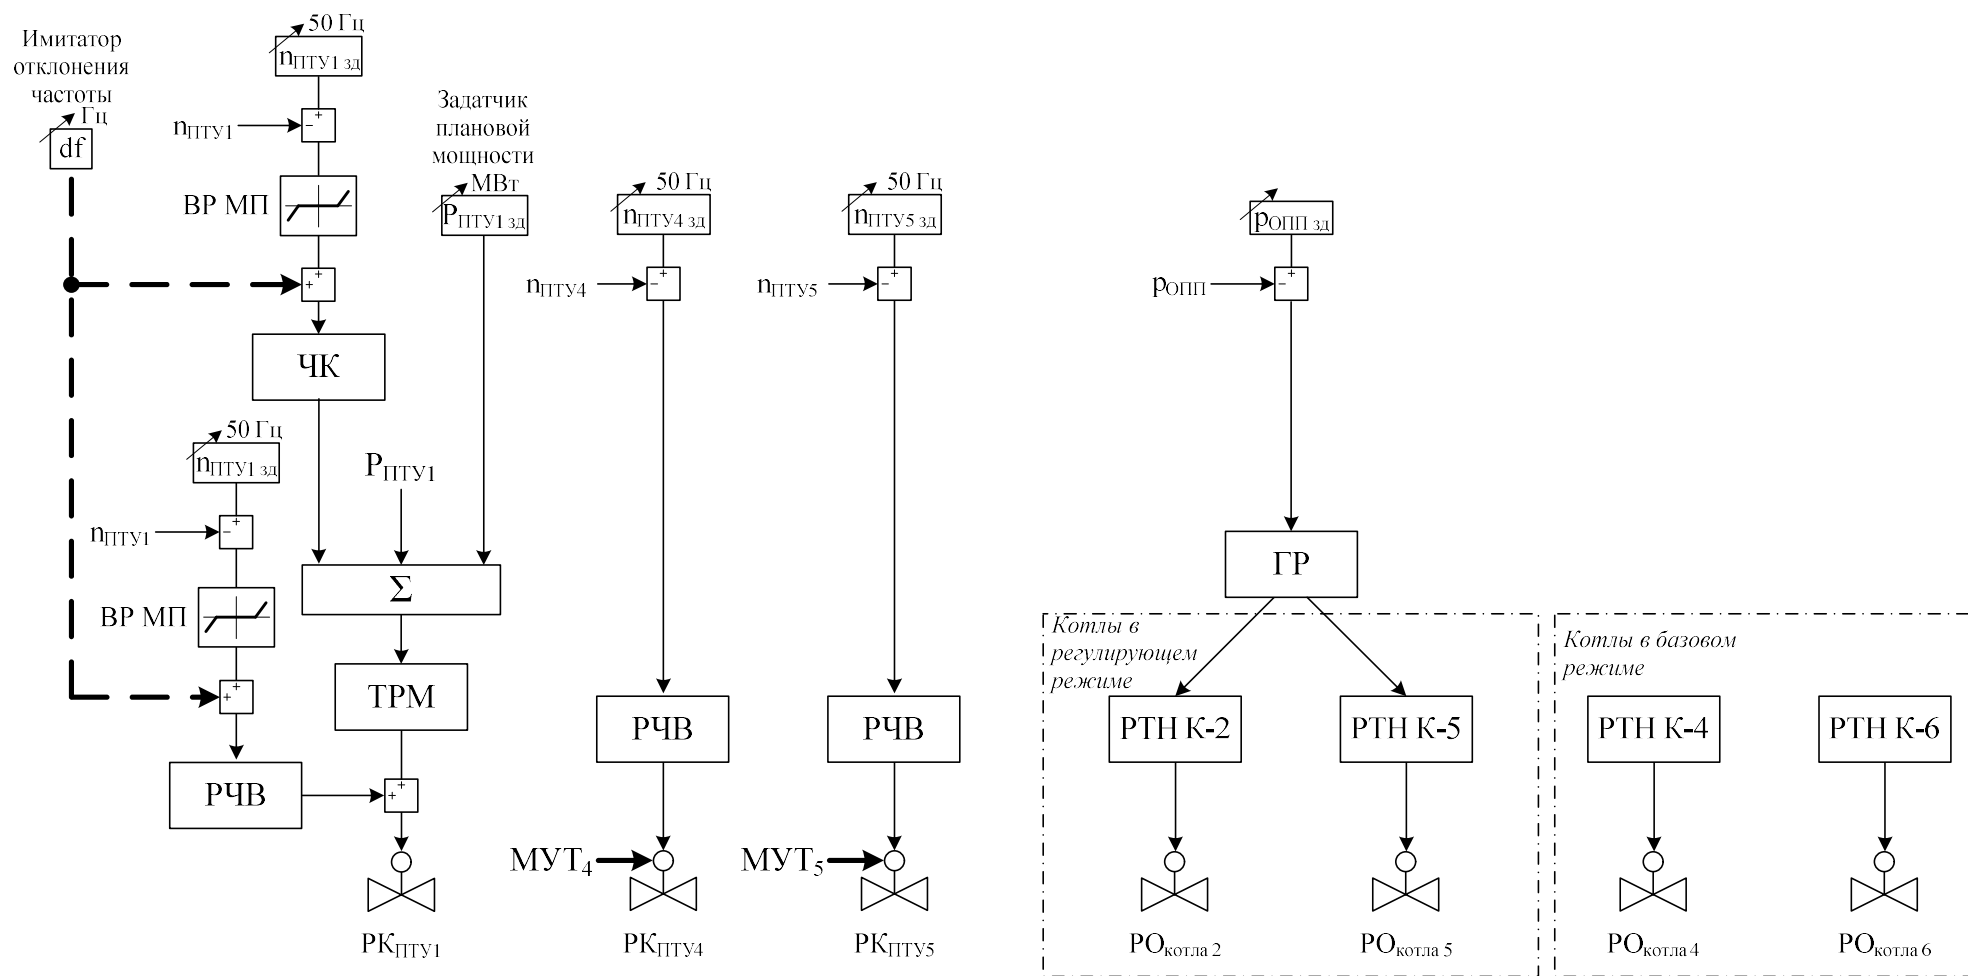 Имитатор
отклонения
частоты
Гц
df
50 Гц
nПТУ1 зд
+
−
nПТУ1
ВР МП
+
+
ЧК
Задатчик
плановой
мощности
МВт
PПТУ1 зд
50 Гц
nПТУ1 зд
+
−
nПТУ1
ВР МП
+
+
РЧВ
PПТУ1
Σ
ТРМ
+
+
РКПТУ1
50 Гц
nПТУ4 зд
+
−
nПТУ4
РЧВ
МУТ4
РКПТУ4
50 Гц
nПТУ5 зд
+
−
nПТУ5
РЧВ
МУТ5
РКПТУ5
pОПП зд
+
−
pОПП
ГР
Котлы в
регулирующем
режиме
РТН К-2
РТН К-5
РОкотла 2
РОкотла 5
Котлы в базовом
режиме
РТН К-4
РТН К-6
РОкотла 4
РОкотла 6